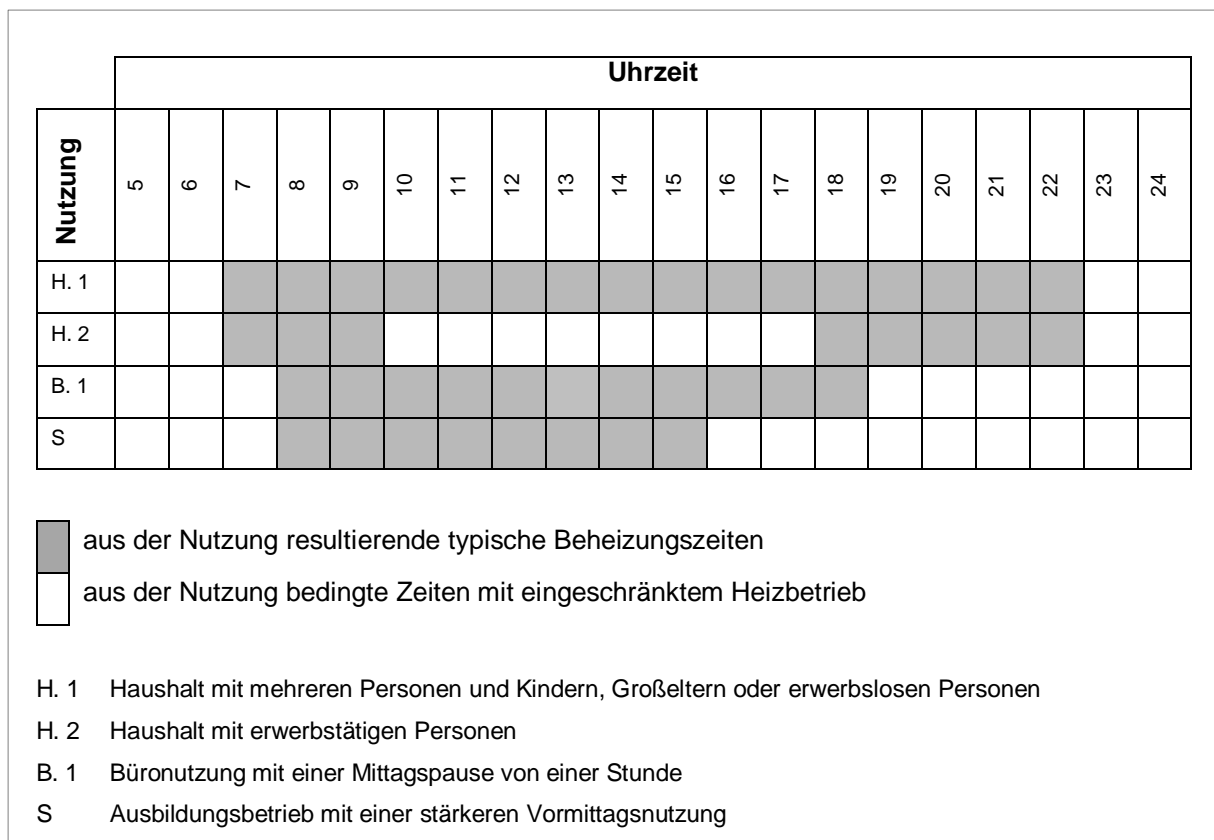 Uhrzeit
Nutzung 5 6 7 8 9 10 11 12 13 14 15 16 17 18 19 20 21 22 23 24
H. 1
H. 2
B. 1
S
aus der Nutzung resultierende typische Beheizungszeiten
aus der Nutzung bedingte Zeiten mit eingeschränktem Heizbetrieb
H. 1 Haushalt mit mehreren Personen und Kindern, Großeltern oder erwerbslosen Personen
H. 2 Haushalt mit erwerbstätigen Personen
B. 1 Büronutzung mit einer Mittagspause von einer Stunde
S Ausbildungsbetrieb mit einer stärkeren Vormittagsnutzung